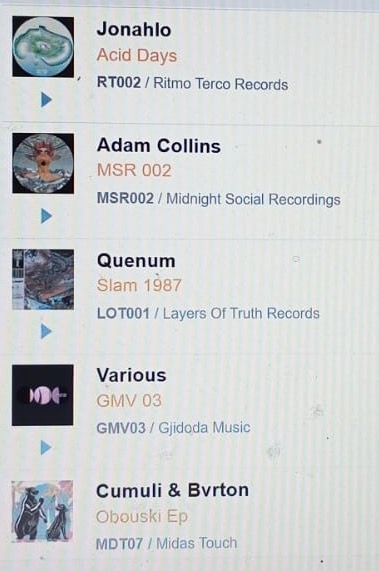 Jonahlo
Acid Days
RT002 / Ritmo Terco Records
Adam Collins
MSR 002
MSR002 / Midnight Social Recordings
Quenum
Slam 1987
LOT001 / Layers Of Truth Records
Various
GMV 03
GMV03 / Gjidoda Music
Cumuli & Bvrton
Obouski Ep
MDT07 / Midas Touch